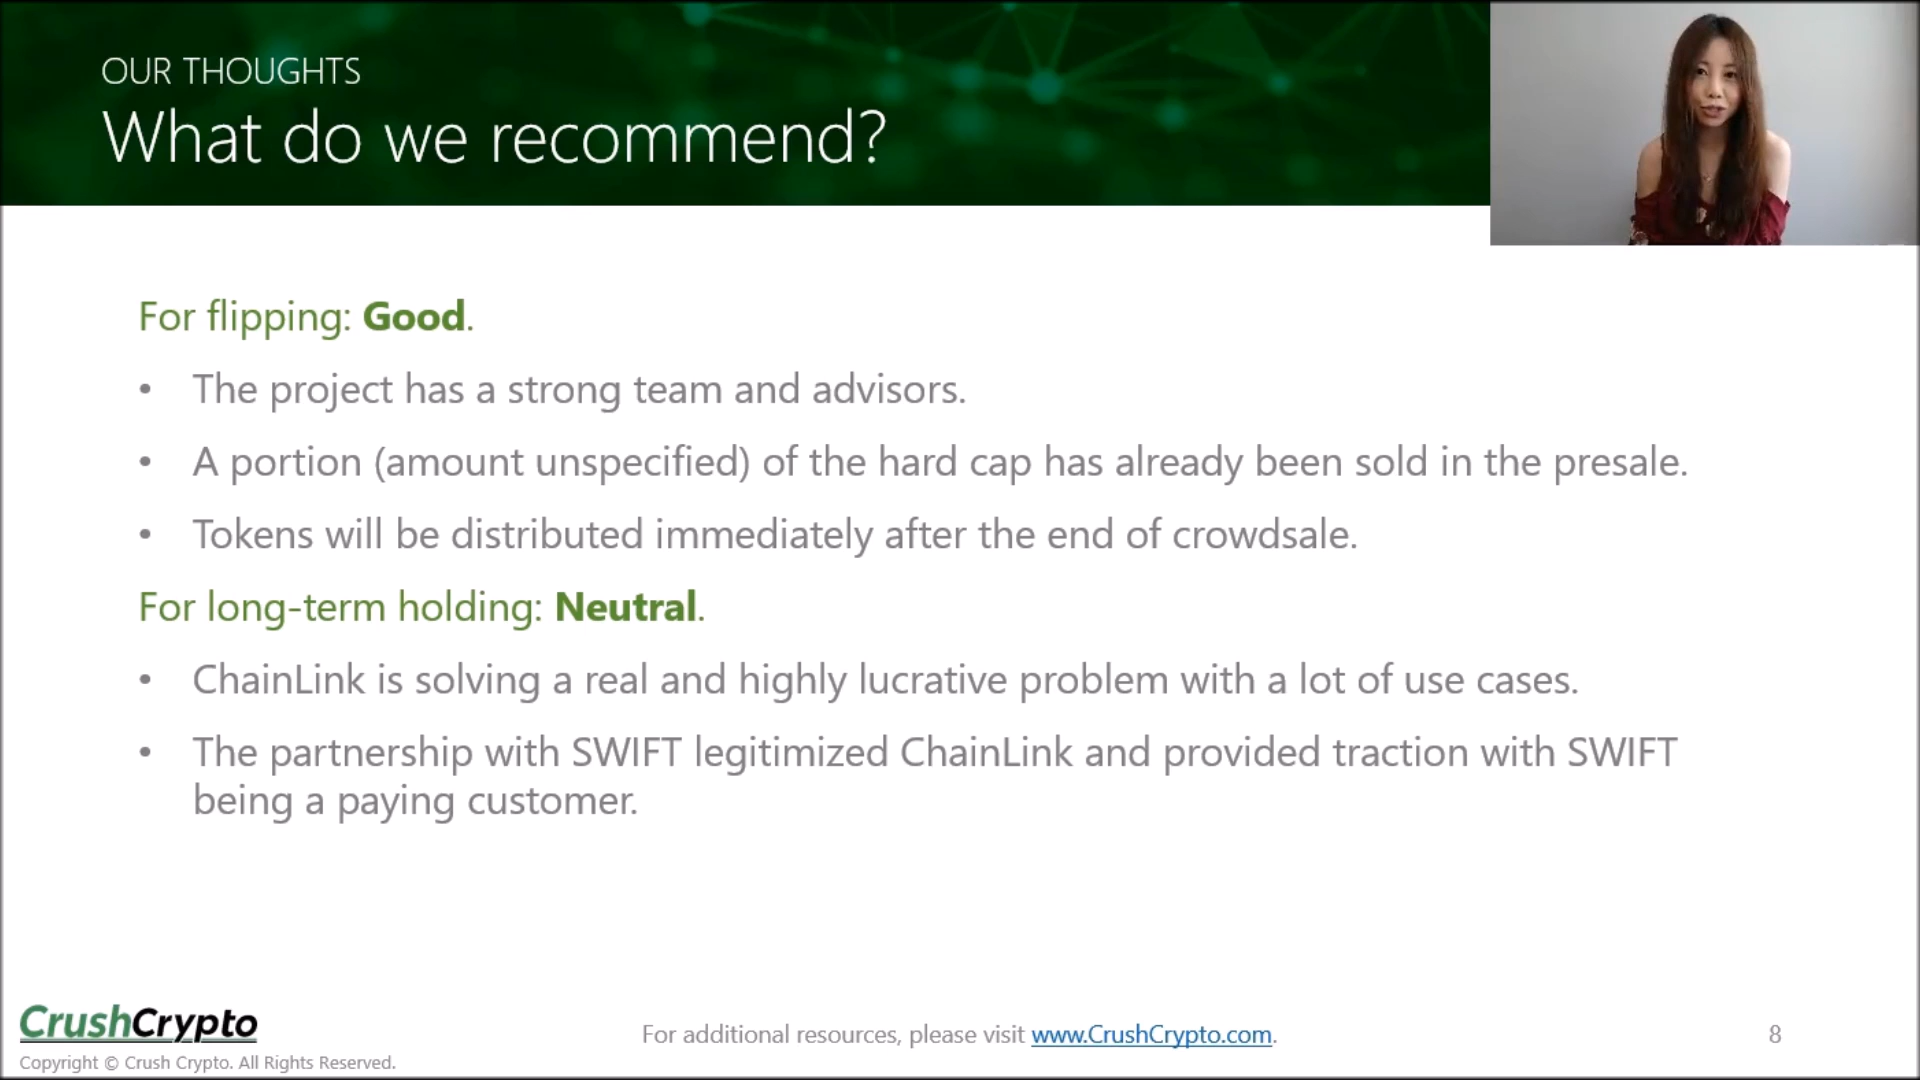 OUR THOUGHTS
What do we recommend?
For flipping: Good.
• The project has a strong team and advisors.
• A portion (amount unspecified) of the hard cap has already been sold in the presale.
• Tokens will be distributed immediately after the end of crowdsale.
For long-term holding: Neutral.
• ChainLink is solving a real and highly lucrative problem with a lot of use cases.
• The partnership with SWIFT legitimized ChainLink and provided traction with SWIFT
being a paying customer.
CrushCrypto
Copyright © Crush Crypto. All Rights Reserved.
For additional resources, please visit www.CrushCrypto.com.
8